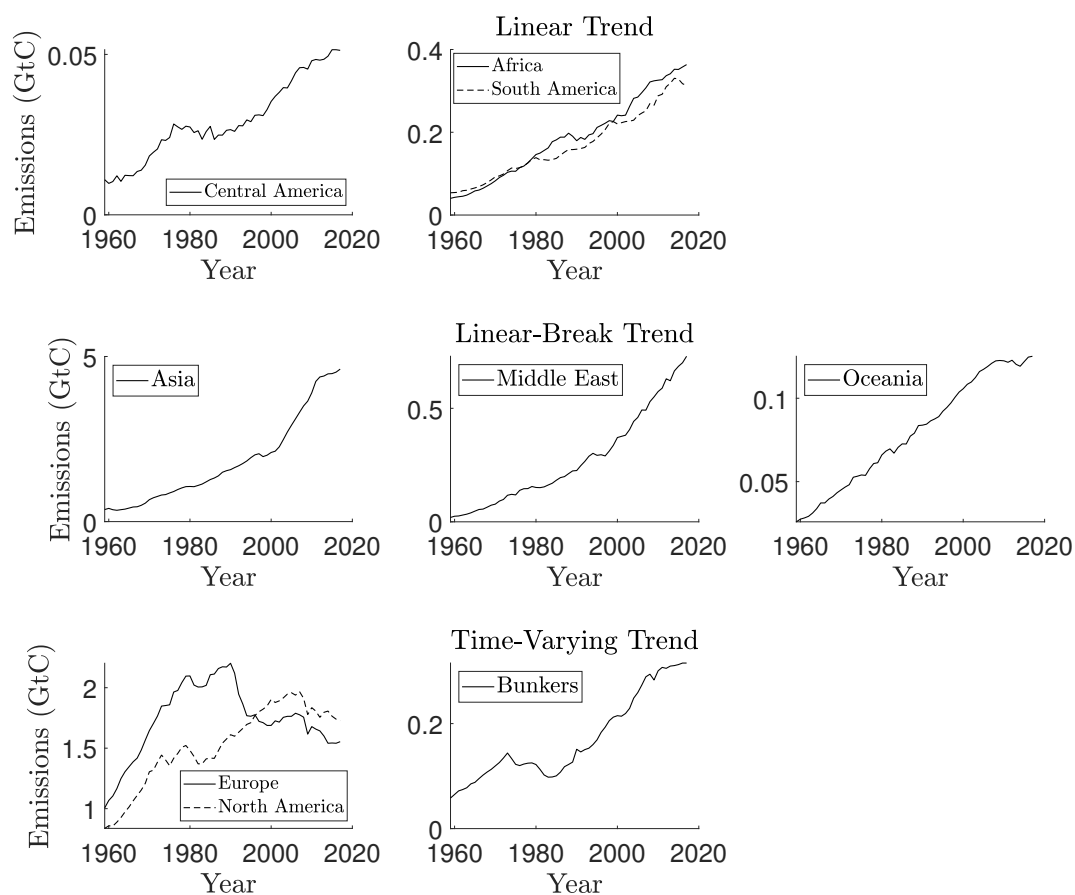 Linear Trend
Emissions (GtC)
0.05
0
Central America
1960 1980 2000 2020
Year
0.4
0.2
0
Africa
South America
1960 1980 2000 2020
Year
Linear-Break Trend
Emissions (GtC)
5
0
Asia
1960 1980 2000 2020
Year
0.5
0
Middle East
1960 1980 2000 2020
Year
0.1
0.05
Oceania
1960 1980 2000 2020
Year
Time-Varying Trend
Emissions (GtC)
2
1.5
1
Europe
North America
1960 1980 2000 2020
Year
0.2
0
Bunkers
1960 1980 2000 2020
Year